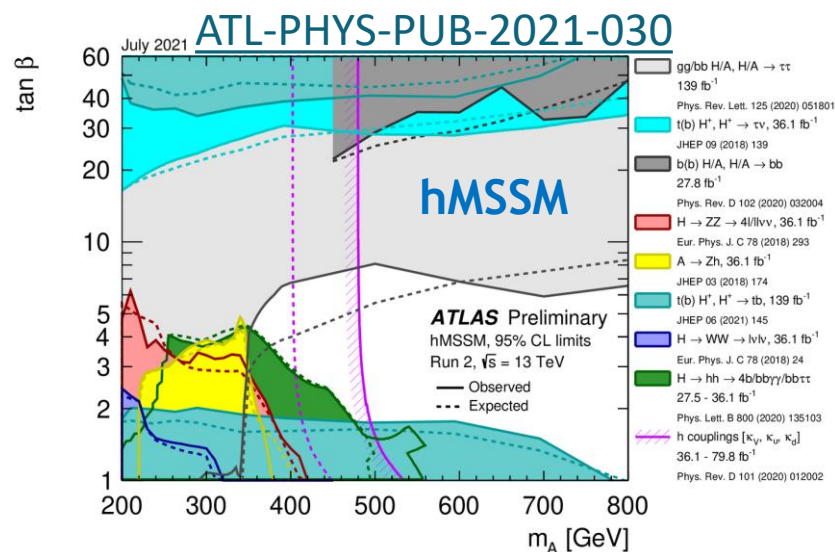 ATL-PHYS-PUB-2021-030
July 2021
tan β
60
40
30
20
10
5
4
3
2
1
200 300 400 500 600 700 800
m_A [GeV]
hMSSM
ATLAS Preliminary
hMSSM, 95% CL limits
Run 2, √s = 13 TeV
Observed
Expected
gg/bb H/A, H/A → ττ
139 fb⁻¹
Phys. Rev. Lett. 125 (2020) 051801
t(b) H⁺, H⁺ → τν, 36.1 fb⁻¹
JHEP 09 (2018) 139
b(b) H/A, H/A → bb
27.8 fb⁻¹
Phys. Rev. D 102 (2020) 032004
H → ZZ → 4l/llνν, 36.1 fb⁻¹
Eur. Phys. J. C 78 (2018) 293
A → Zh, 36.1 fb⁻¹
JHEP 03 (2018) 174
t(b) H⁺, H⁺ → tb, 139 fb⁻¹
JHEP 06 (2021) 145
H → WW → lνlν, 36.1 fb⁻¹
Eur. Phys. J. C 78 (2018) 24
H → hh → 4b/bbγγ/bbττ
27.5 - 36.1 fb⁻¹
Phys. Lett. B 800 (2020) 135103
h couplings [κ_V, κ_u, κ_d]
36.1 - 79.8 fb⁻¹
Phys. Rev. D 101 (2020) 012002